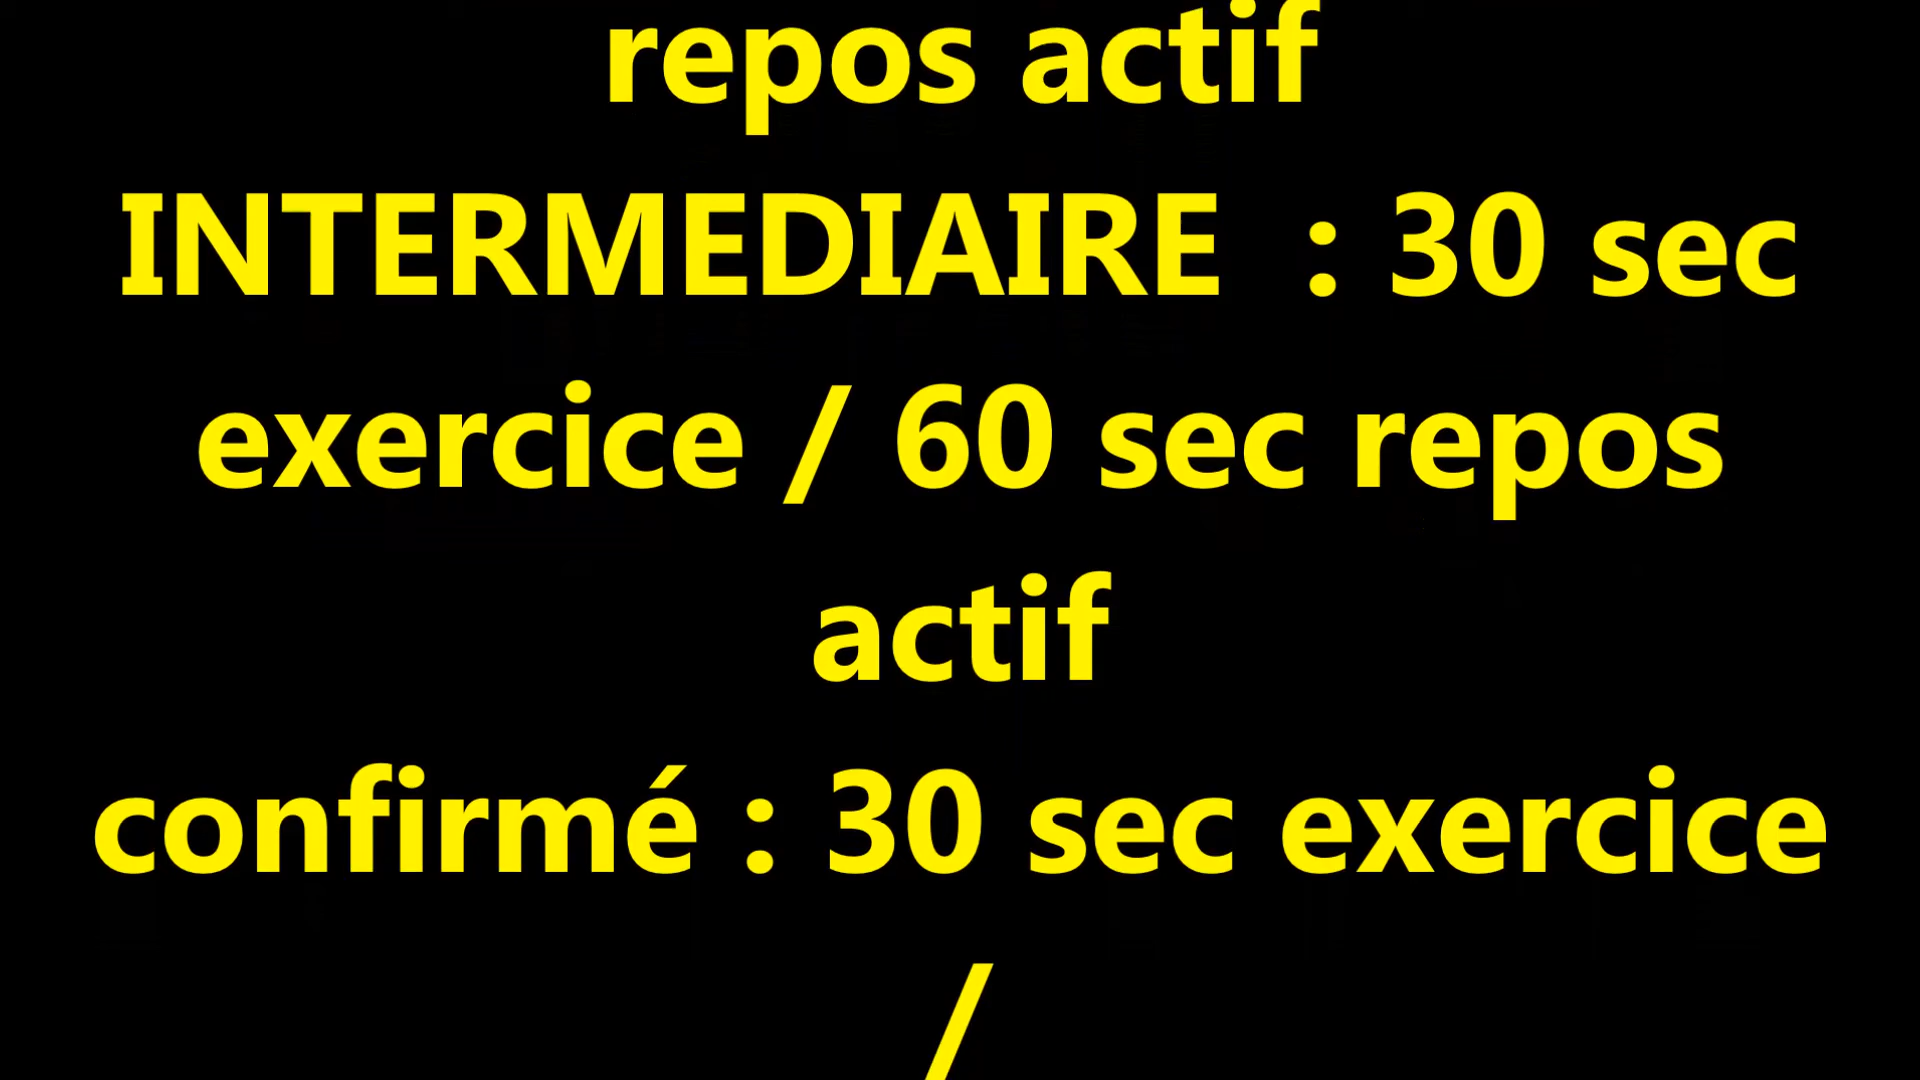 repos actif
INTERMEDIAIRE  : 30 sec
exercice / 60 sec repos
actif
confirmé : 30 sec exercice
/